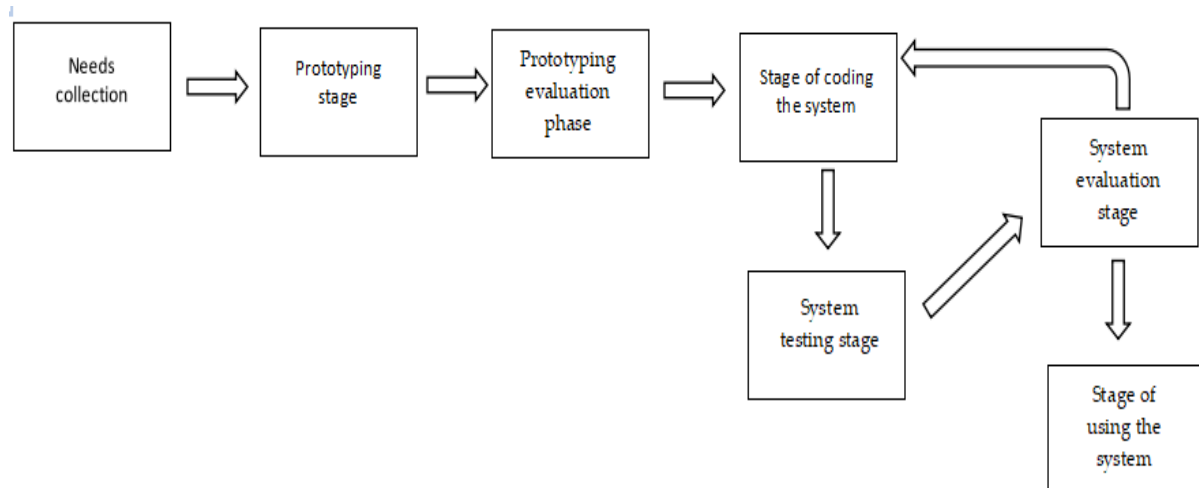 Needs
collection
Prototyping
stage
Prototyping
evaluation
phase
Stage of coding
the system
System
testing stage
System
evaluation
stage
Stage of
using the
system